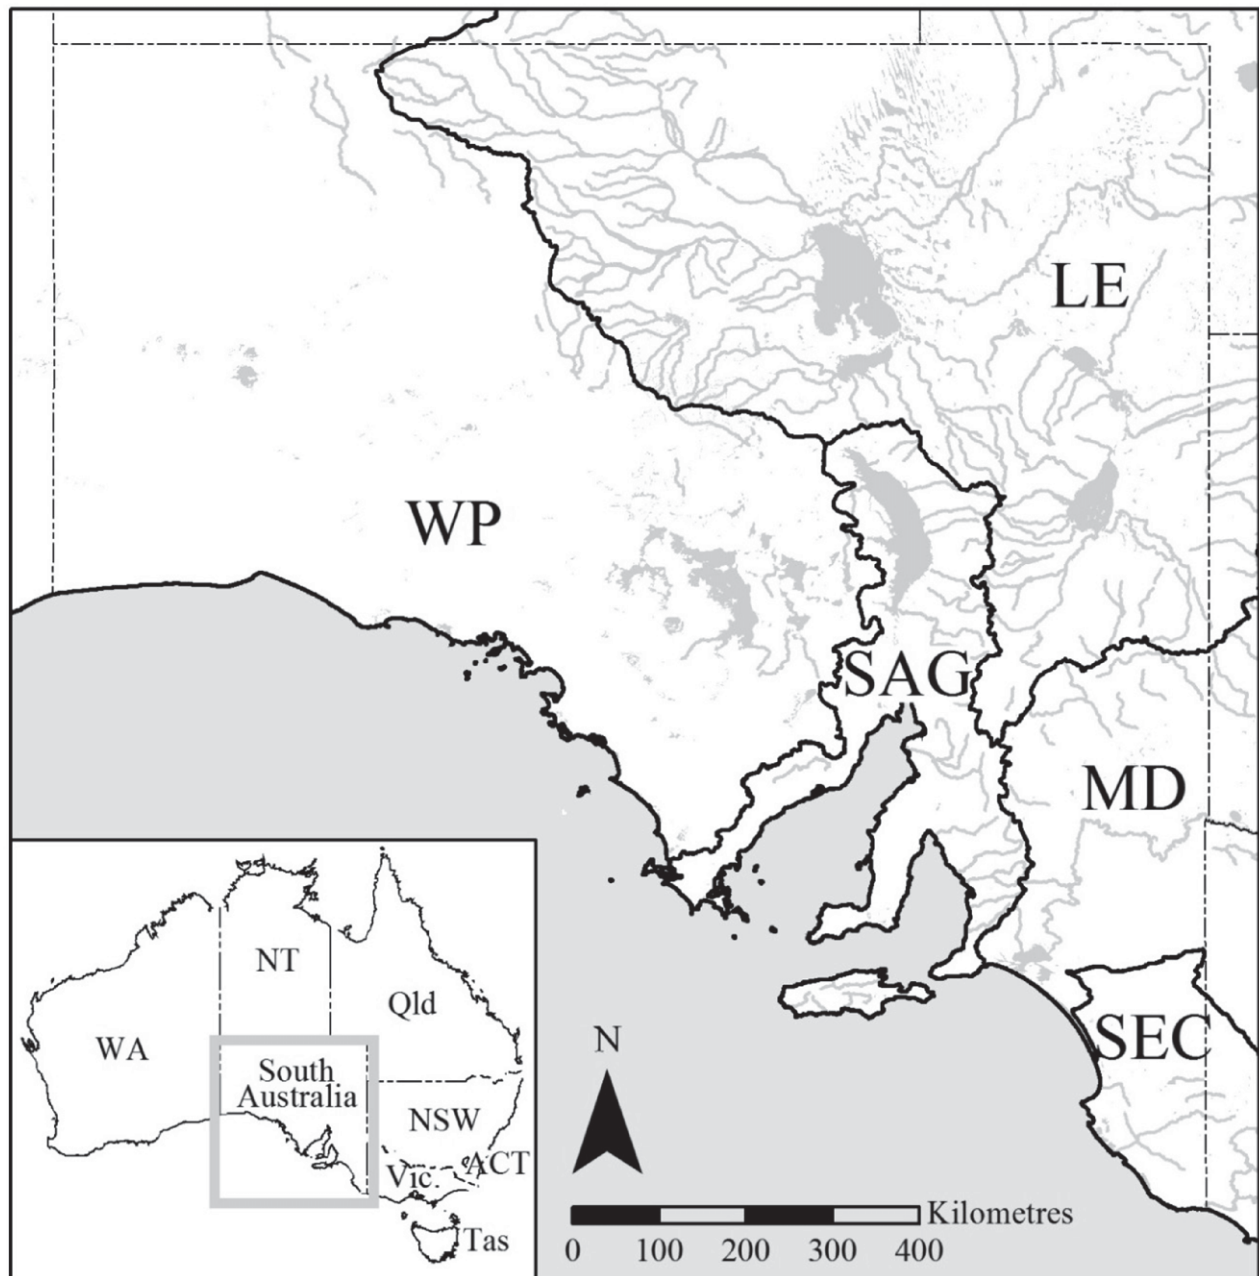 LE
WP
SAG
MD
SEC
NT
Qld
WA
South
Australia
NSW
ACT
Vic.
Tas
N
Kilometres
0 100 200 300 400